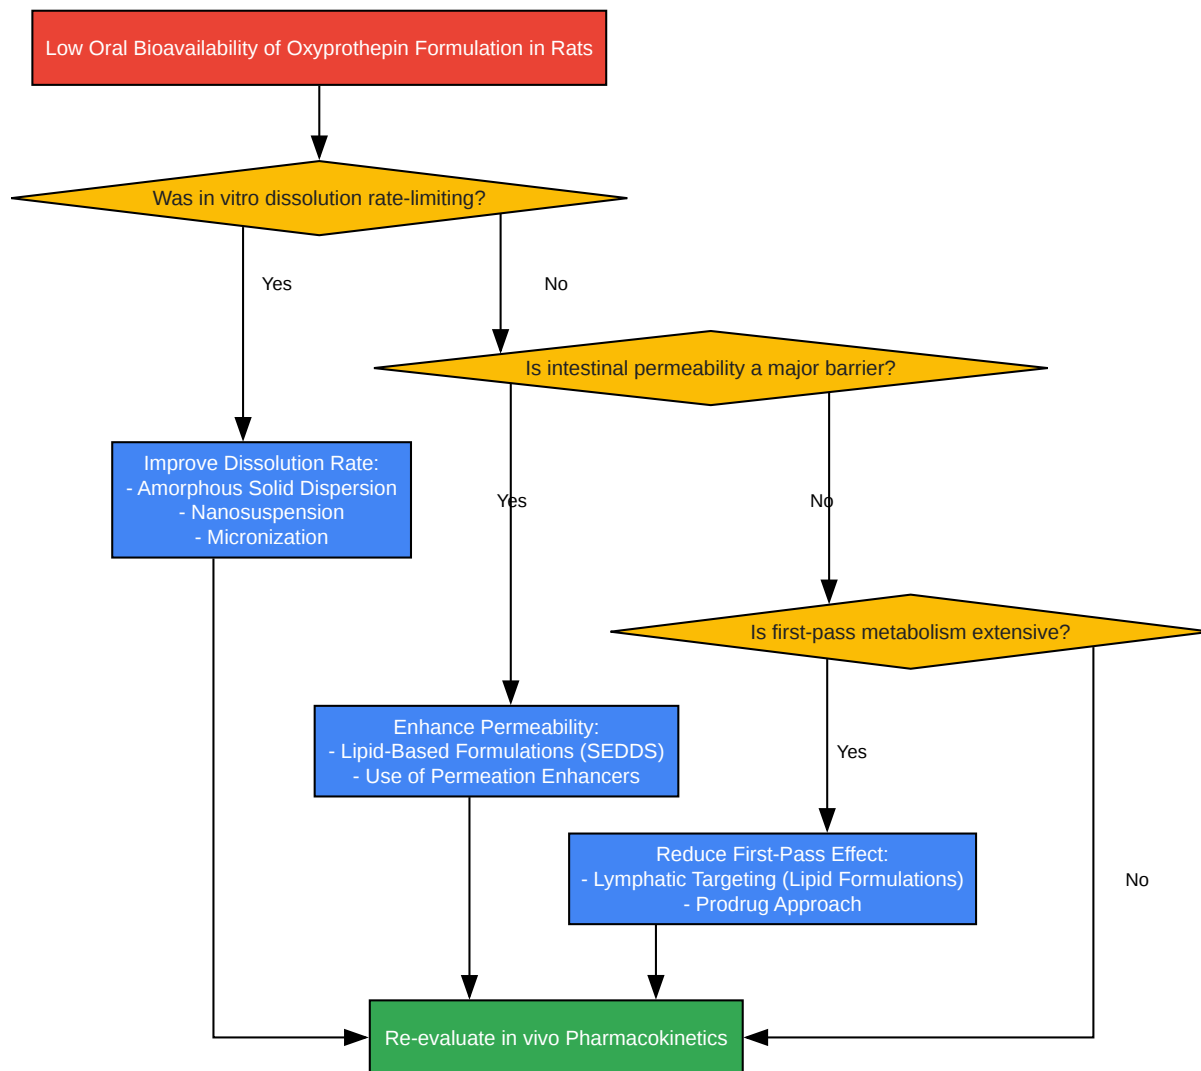 Low Oral Bioavailability of Oxyprothepin Formulation in Rats
Was in vitro dissolution rate-limiting?
Yes
No
Is intestinal permeability a major barrier?
Improve Dissolution Rate:
- Amorphous Solid Dispersion
- Nanosuspension
- Micronization
Yes
No
Is first-pass metabolism extensive?
Enhance Permeability:
- Lipid-Based Formulations (SEDDS)
- Use of Permeation Enhancers
Yes
Reduce First-Pass Effect:
- Lymphatic Targeting (Lipid Formulations)
- Prodrug Approach
No
Re-evaluate in vivo Pharmacokinetics